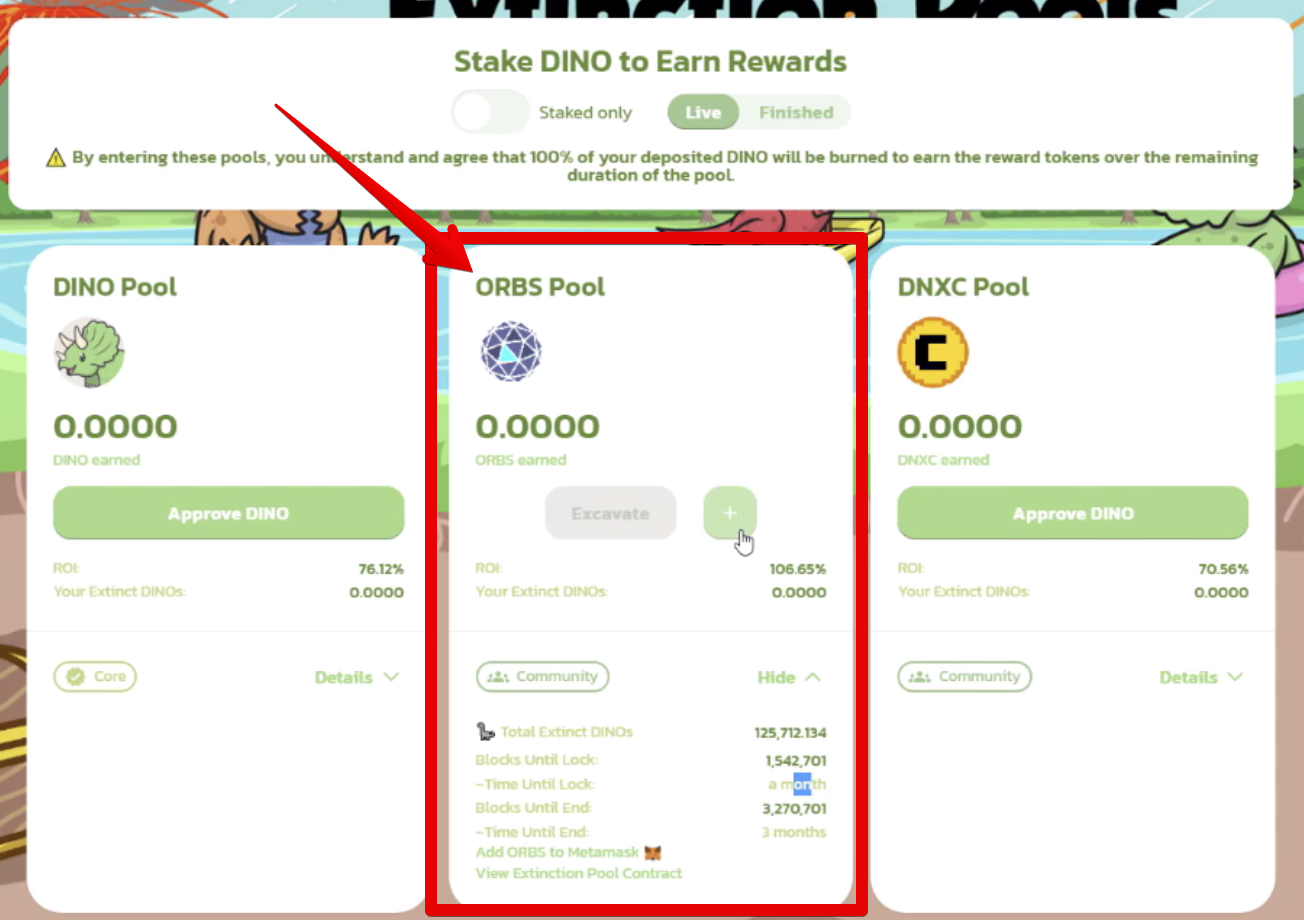 Extinction Pools
Stake DINO to Earn Rewards
Staked only
Live
Finished
⚠ By entering these pools, you understand and agree that 100% of your deposited DINO will be burned to earn the reward tokens over the remaining
duration of the pool.
DINO Pool
0.0000
DINO earned
Approve DINO
ROI: 76.12%
Your Extinct DINOs: 0.0000
Core
Details
ORBS Pool
0.0000
ORBS earned
Excavate +
ROI: 106.65%
Your Extinct DINOs: 0.0000
Community
Hide
🦕 Total Extinct DINOs 125,712.134
Blocks Until Lock: 1,542,701
~Time Until Lock: a month
Blocks Until End: 3,270,701
~Time Until End: 3 months
Add ORBS to Metamask 🦊
View Extinction Pool Contract
DNXC Pool
C
0.0000
DNXC earned
Approve DINO
ROI: 70.56%
Your Extinct DINOs: 0.0000
Community
Details